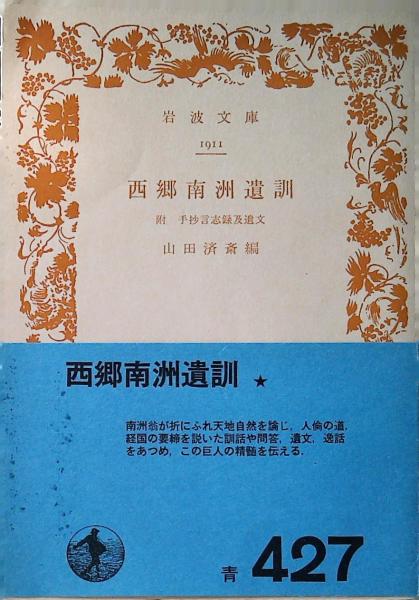 岩波文庫
1911
西郷南洲遺訓
附 手抄言志録及遺文
山田済斎編
西郷南洲遺訓 ★
南洲翁が折にふれ天地自然を論じ，人倫の道，
経国の要締を説いた訓話や問答，遺文，逸話
をあつめ，この巨人の精髄を伝える．
青 427